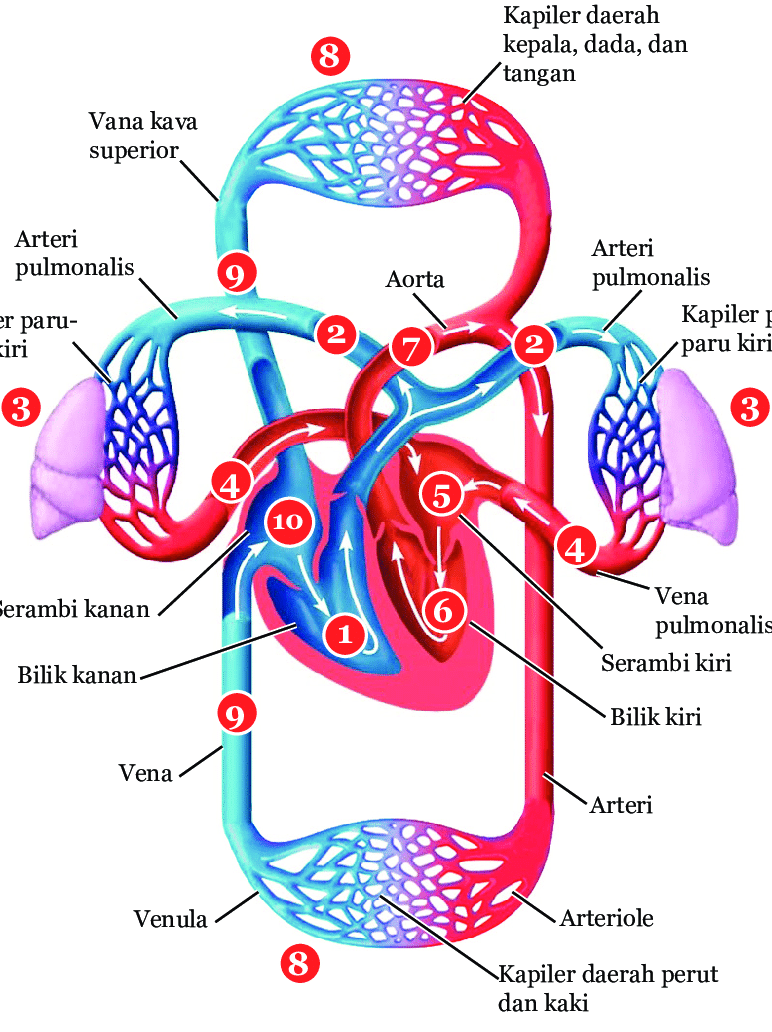 Kapiler daerah
kepala, dada, dan
tangan
8
Vana kava
superior
Arteri
pulmonalis
9
Aorta
Arteri
pulmonalis
er paru-
kiri
2
7
2
Kapiler p
paru kiri
3
3
4
5
10
4
Serambi kanan
6
1
Vena
pulmonalis
Serambi kiri
Bilik kanan
Bilik kiri
9
Vena
Arteri
Venula
Arteriole
8
Kapiler daerah perut
dan kaki